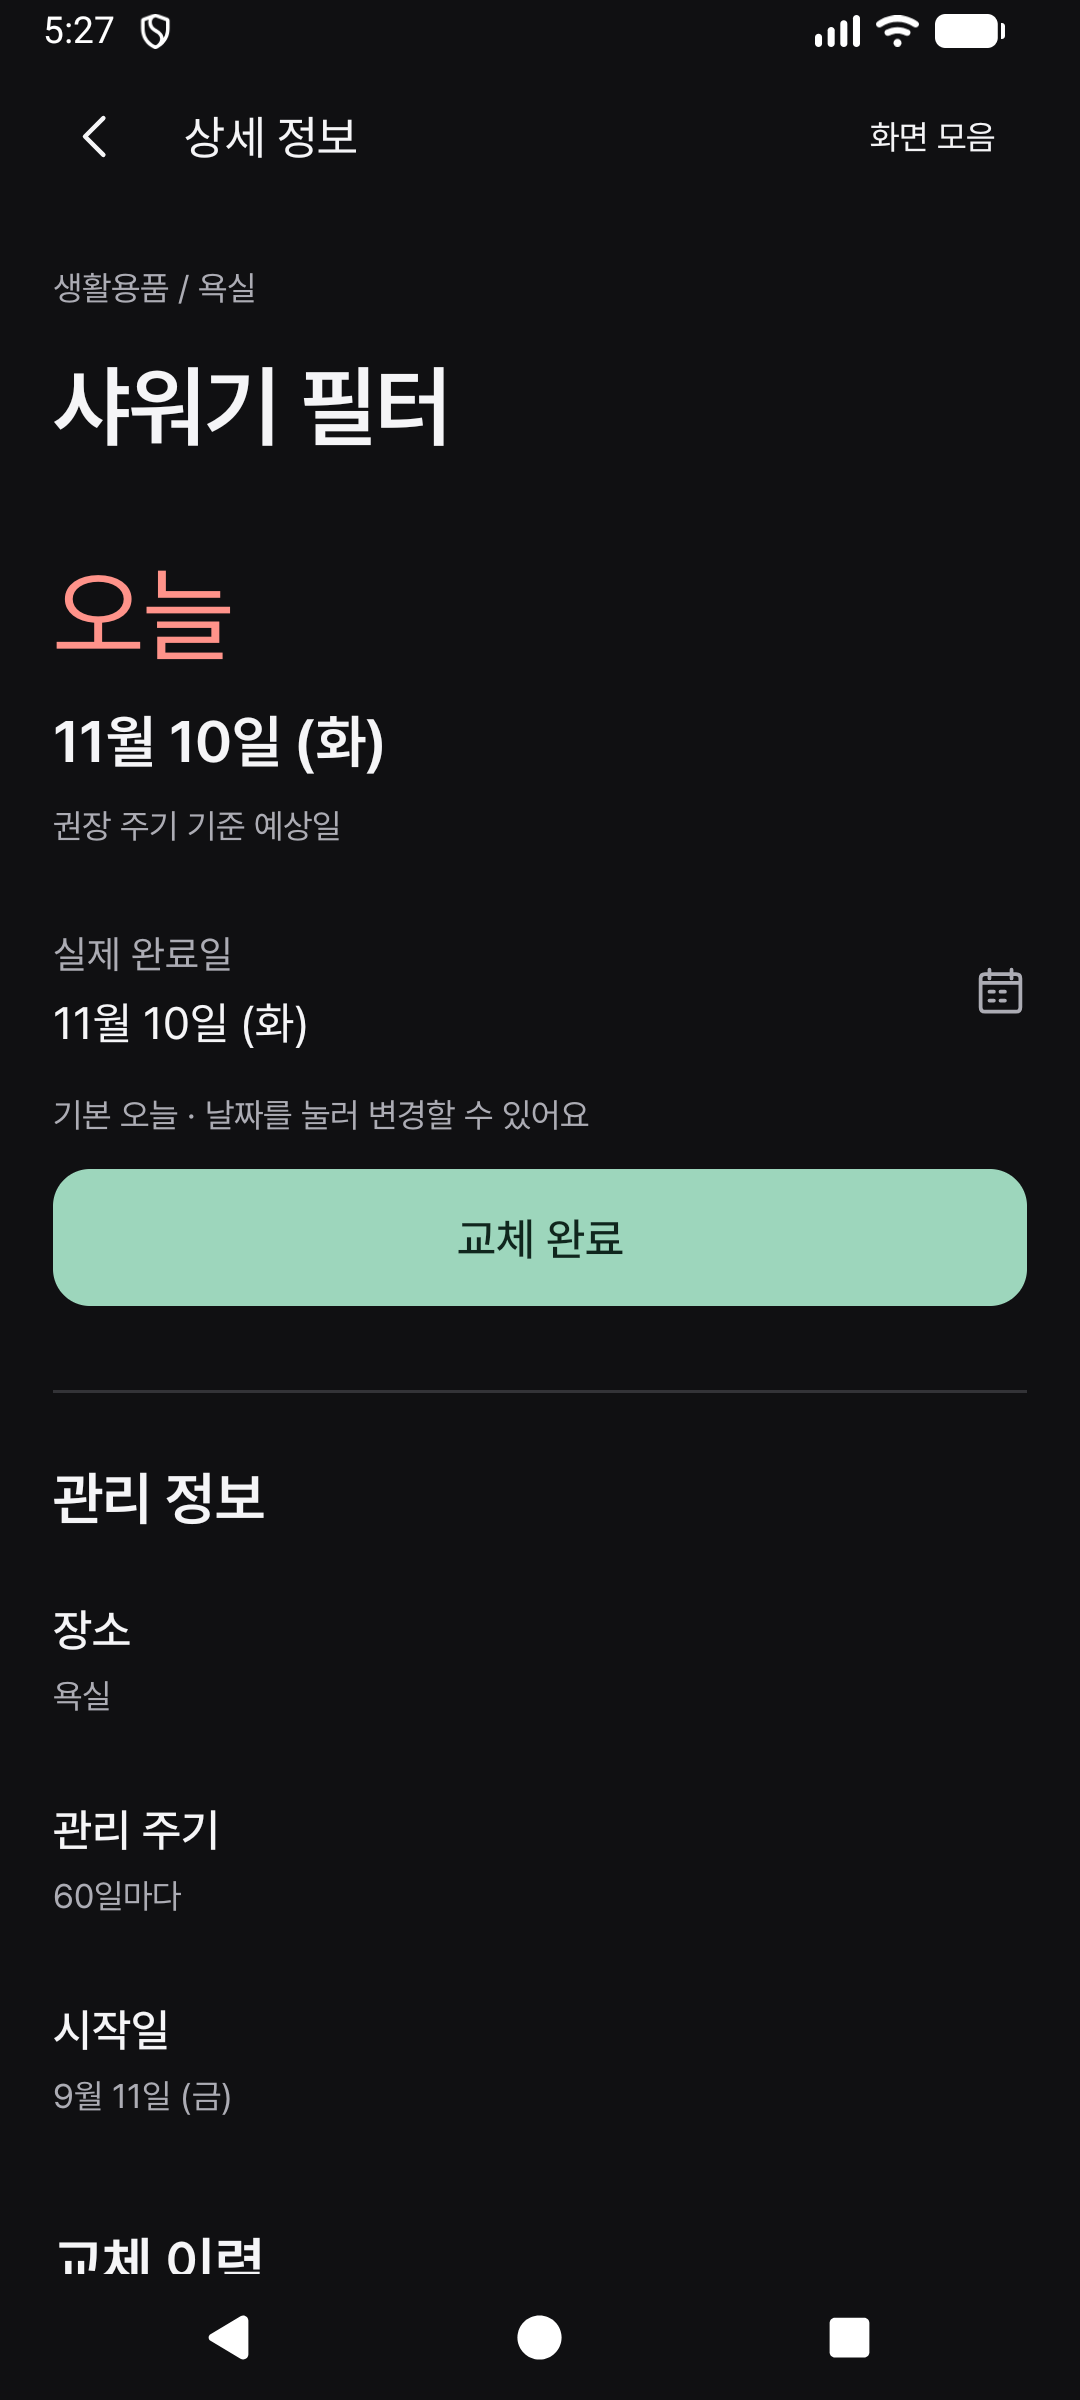 5:27
상세 정보
화면 모음
생활용품 / 욕실
샤워기 필터
오늘
11월 10일 (화)
권장 주기 기준 예상일
실제 완료일
11월 10일 (화)
기본 오늘 · 날짜를 눌러 변경할 수 있어요
교체 완료
관리 정보
장소
욕실
관리 주기
60일마다
시작일
9월 11일 (금)
교체 이력